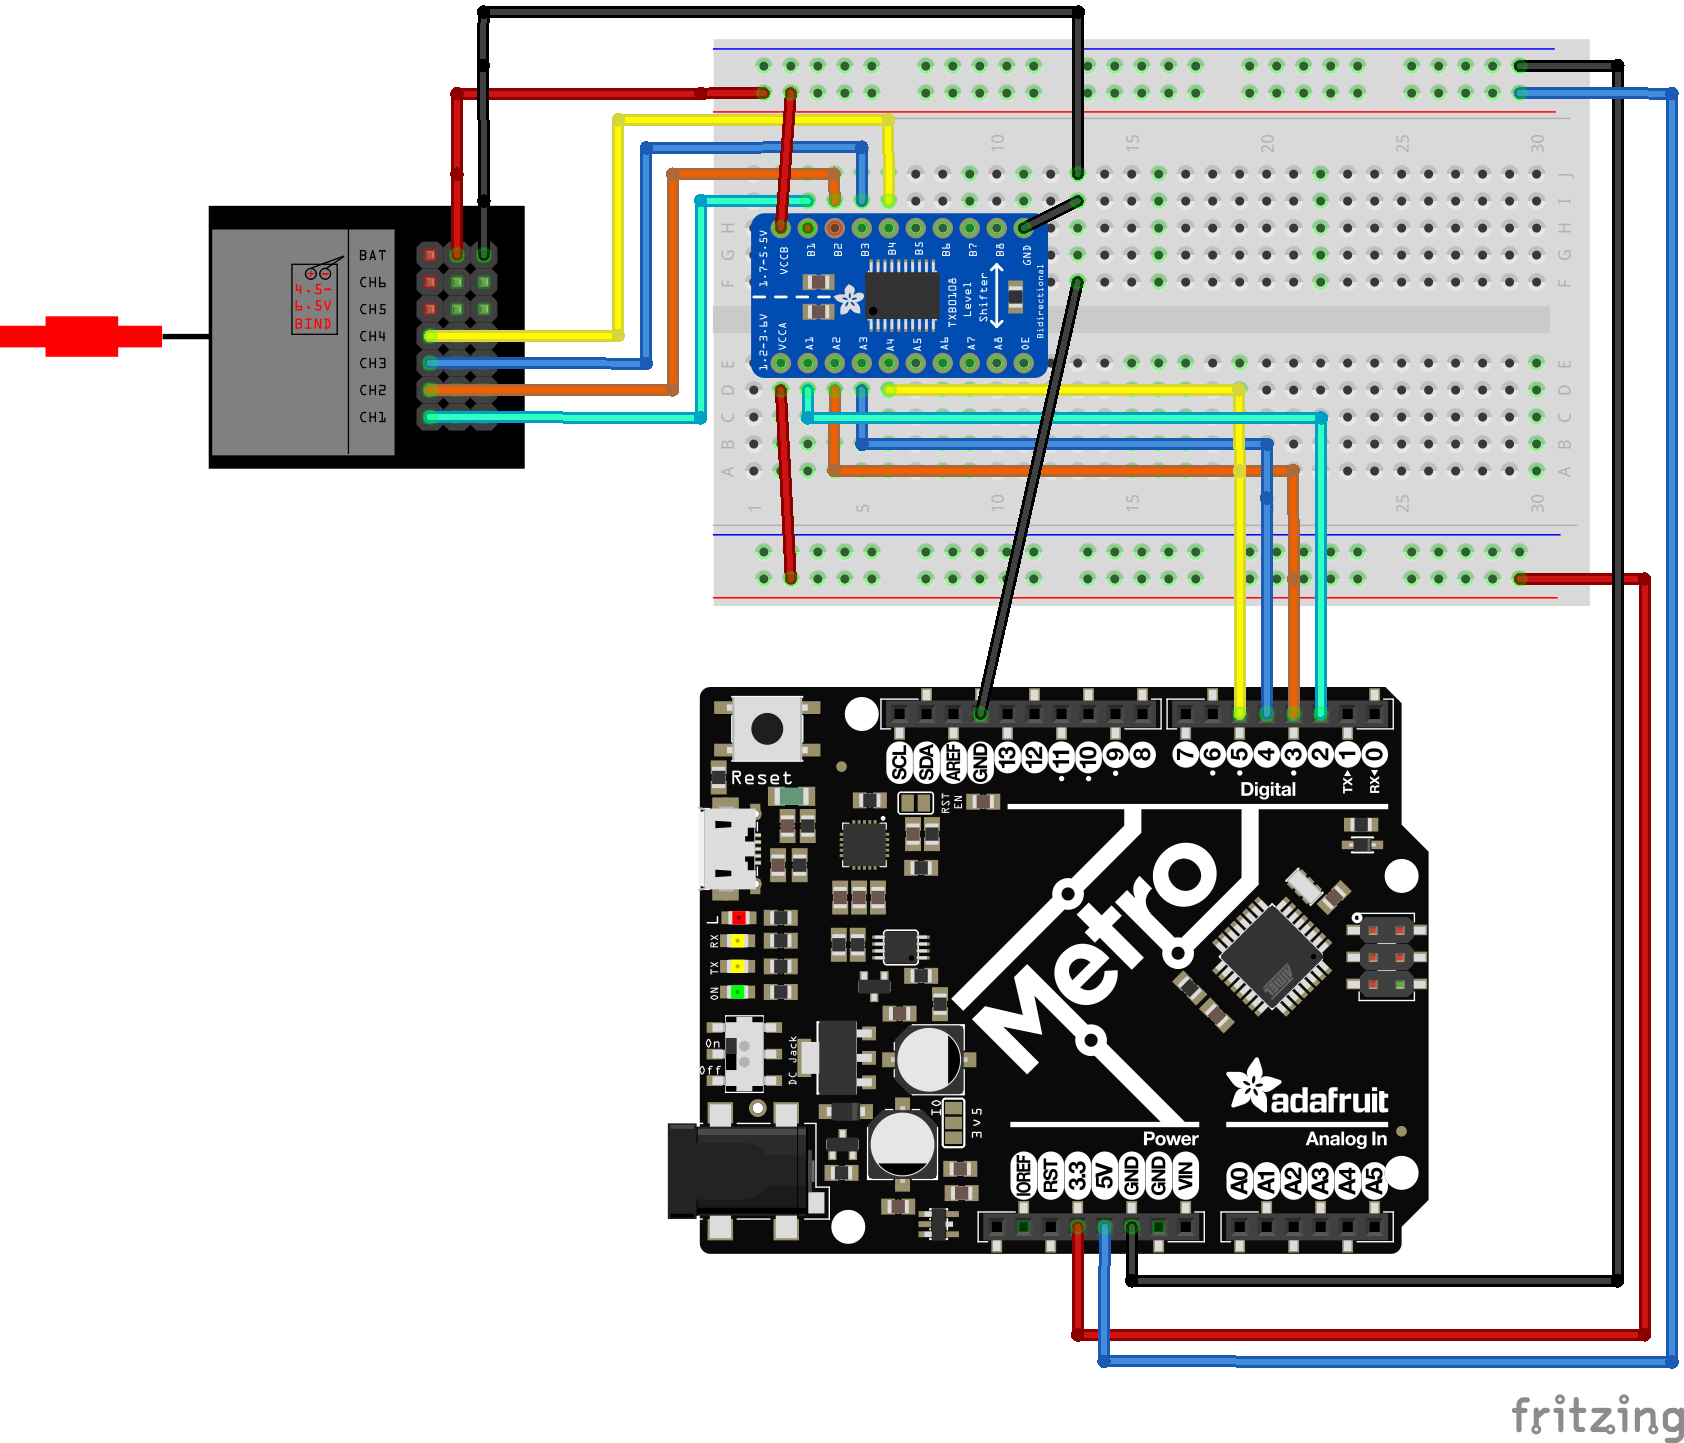 10
15
20
25
30
J
I
H
G
F
H
G
F
1.7-5.5V
VCCB
B1
B2
B3
B4
B5
B6
B7
B8
GND
TXB0108
Level
Shifter
Bidirectional
1.2-3.6V
VCCA
A1
A2
A3
A4
A5
A6
A7
A8
OE
BAT
CH6
CH5
CH4
CH3
CH2
CH1
4.5-
6.5V
BIND
E
D
C
B
A
E
D
C
B
A
1
5
10
15
25
30
SCL
SDA
AREF
GND
13
12
11
10
9
8
7
6
5
4
3
2
1
0
TX
RX
Digital
Reset
RST
EN
L
RX
TX
ON
On
Off
DC Jack
Metro
ATMEL
adafruit
IO
3v5
Power
Analog In
IOREF
RST
3.3
5V
GND
GND
VIN
A0
A1
A2
A3
A4
A5
fritzing